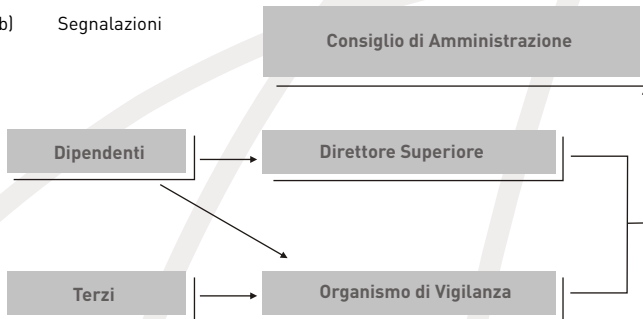 b) Segnalazioni
Consiglio di Amministrazione
Dipendenti
Direttore Superiore
Terzi
Organismo di Vigilanza